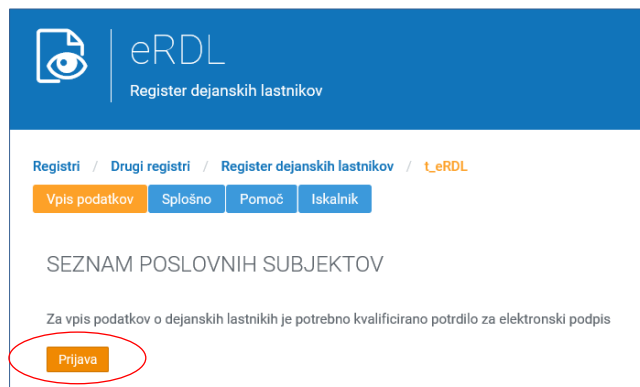 eRDL
Register dejanskih lastnikov
Registri / Drugi registri / Register dejanskih lastnikov / t_eRDL
Vpis podatkov Splošno Pomoč Iskalnik
SEZNAM POSLOVNIH SUBJEKTOV
Za vpis podatkov o dejanskih lastnikih je potrebno kvalificirano potrdilo za elektronski podpis
Prijava